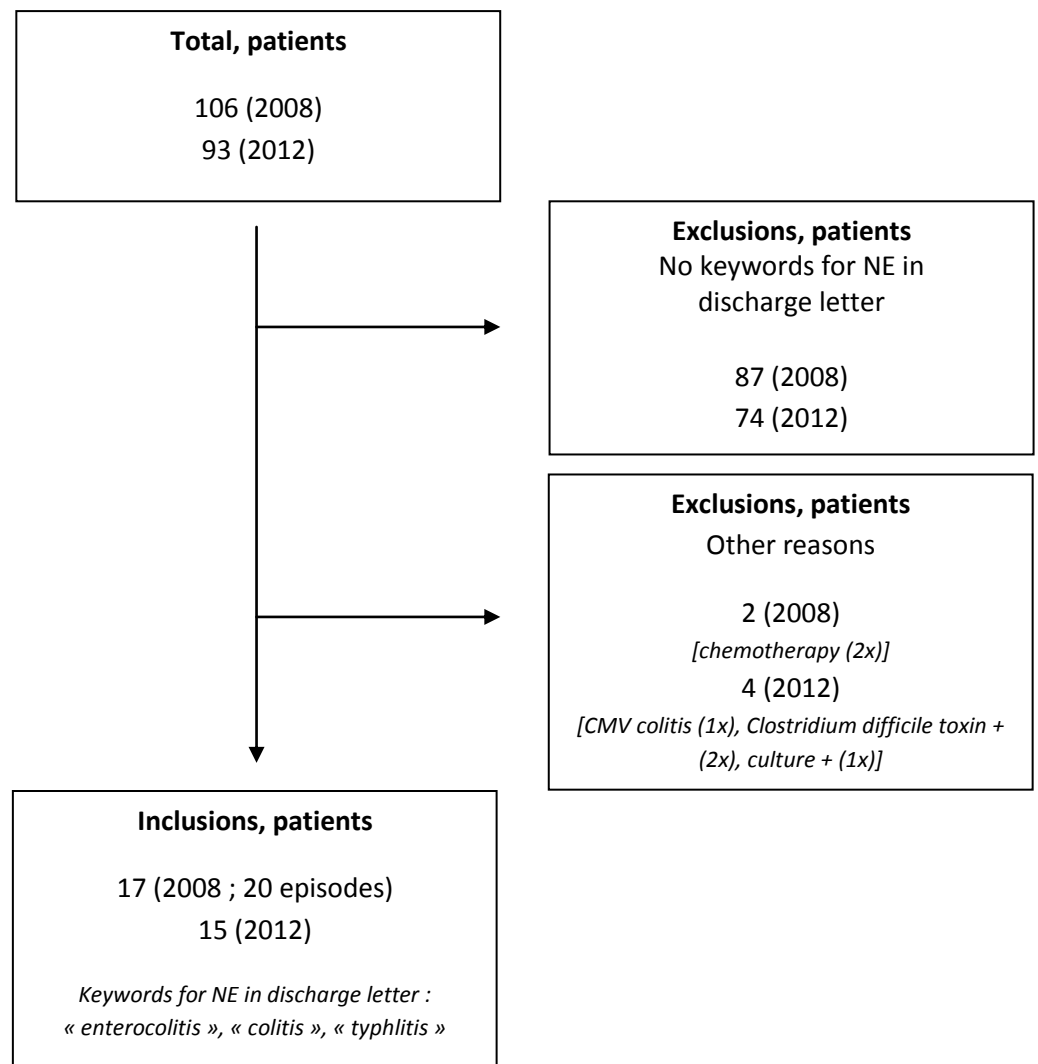 Total, patients
106 (2008)
93 (2012)
Exclusions, patients
No keywords for NE in
discharge letter
87 (2008)
74 (2012)
Exclusions, patients
Other reasons
2 (2008)
[chemotherapy (2x)]
4 (2012)
[CMV colitis (1x), Clostridium difficile toxin +
(2x), culture + (1x)]
Inclusions, patients
17 (2008 ; 20 episodes)
15 (2012)
Keywords for NE in discharge letter :
« enterocolitis », « colitis », « typhlitis »